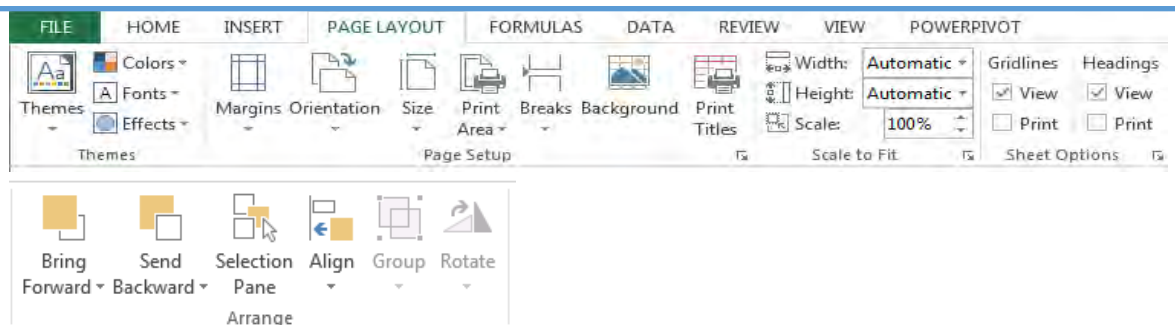 FILE HOME INSERT PAGE LAYOUT FORMULAS DATA REVIEW VIEW POWERPIVOT
Aa Colors Width: Automatic Gridlines Headings
A Fonts Height: Automatic View View
Themes Effects Margins Orientation Size Print Area Breaks Background Print Titles Scale: 100% Print Print
Themes Page Setup Scale to Fit Sheet Options
Bring Send Selection Align Group Rotate
Forward Backward Pane
Arrange